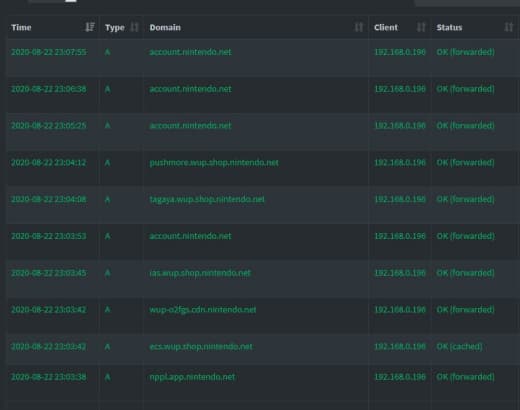 Time Type Domain Client Status
2020-08-22 23:07:55 A account.nintendo.net 192.168.0.196 OK (forwarded)
2020-08-22 23:06:38 A account.nintendo.net 192.168.0.196 OK (forwarded)
2020-08-22 23:05:25 A account.nintendo.net 192.168.0.196 OK (forwarded)
2020-08-22 23:04:12 A pushmore.wup.shop.nintendo.net 192.168.0.196 OK (forwarded)
2020-08-22 23:04:08 A tagaya.wup.shop.nintendo.net 192.168.0.196 OK (forwarded)
2020-08-22 23:03:53 A account.nintendo.net 192.168.0.196 OK (forwarded)
2020-08-22 23:03:45 A ias.wup.shop.nintendo.net 192.168.0.196 OK (forwarded)
2020-08-22 23:03:42 A wup-o2fgs.cdn.nintendo.net 192.168.0.196 OK (forwarded)
2020-08-22 23:03:42 A ecs.wup.shop.nintendo.net 192.168.0.196 OK (cached)
2020-08-22 23:03:38 A nppl.app.nintendo.net 192.168.0.196 OK (forwarded)